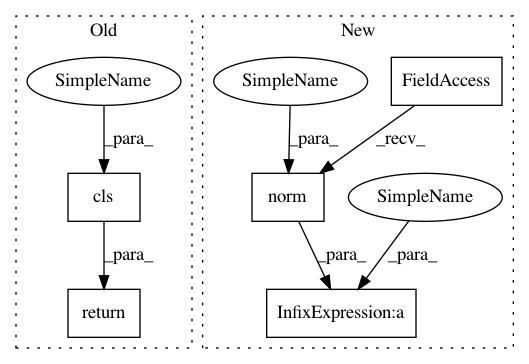 Old
New
SimpleName
SimpleName
FieldAccess
_para_
_para_
_recv_
cls
norm
SimpleName
_para_
_para_
_para_
return
InfixExpression:a